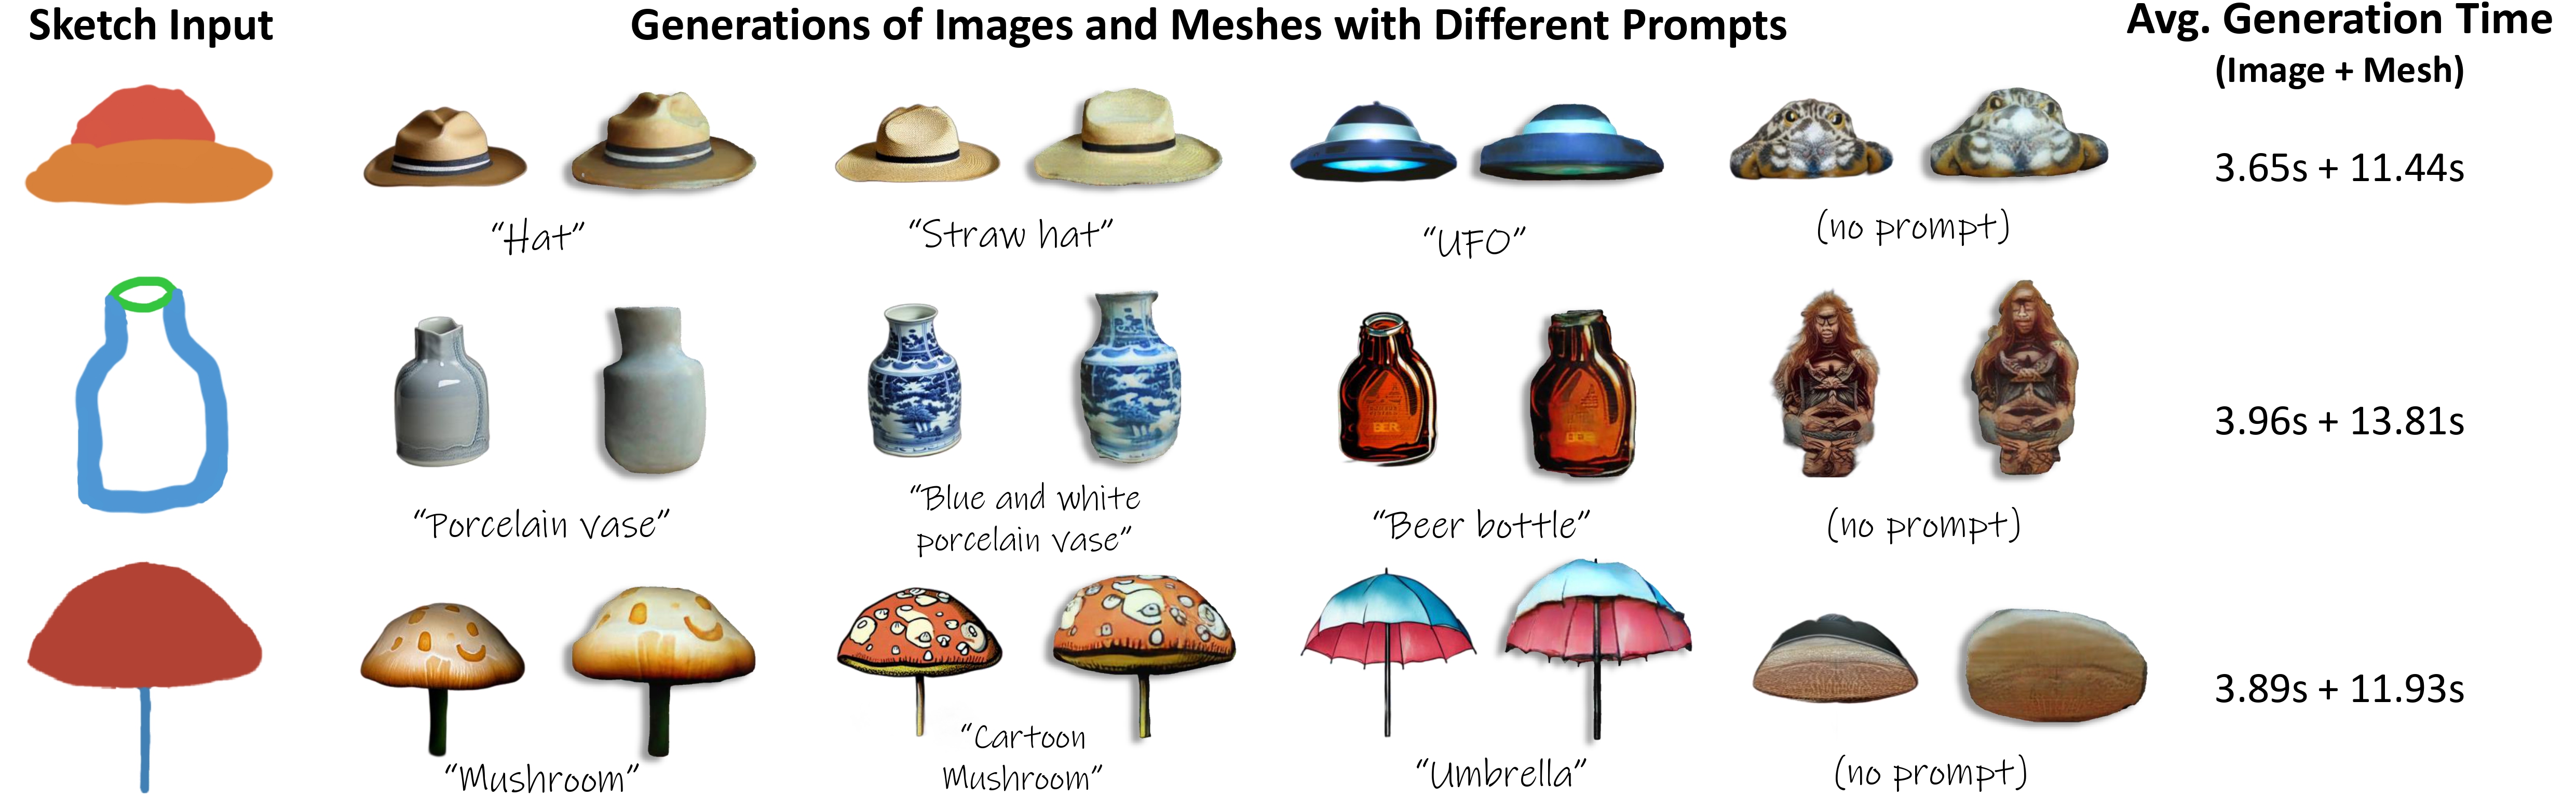 Sketch Input
Generations of Images and Meshes with Different Prompts
Avg. Generation Time
(Image + Mesh)
"Hat"
"Straw hat"
"UFO"
(no prompt)
3.65s + 11.44s
"Porcelain vase"
"Blue and white
porcelain vase"
BER
"Beer bottle"
(no prompt)
3.96s + 13.81s
"Mushroom"
"Cartoon
Mushroom"
"Umbrella"
(no prompt)
3.89s + 11.93s